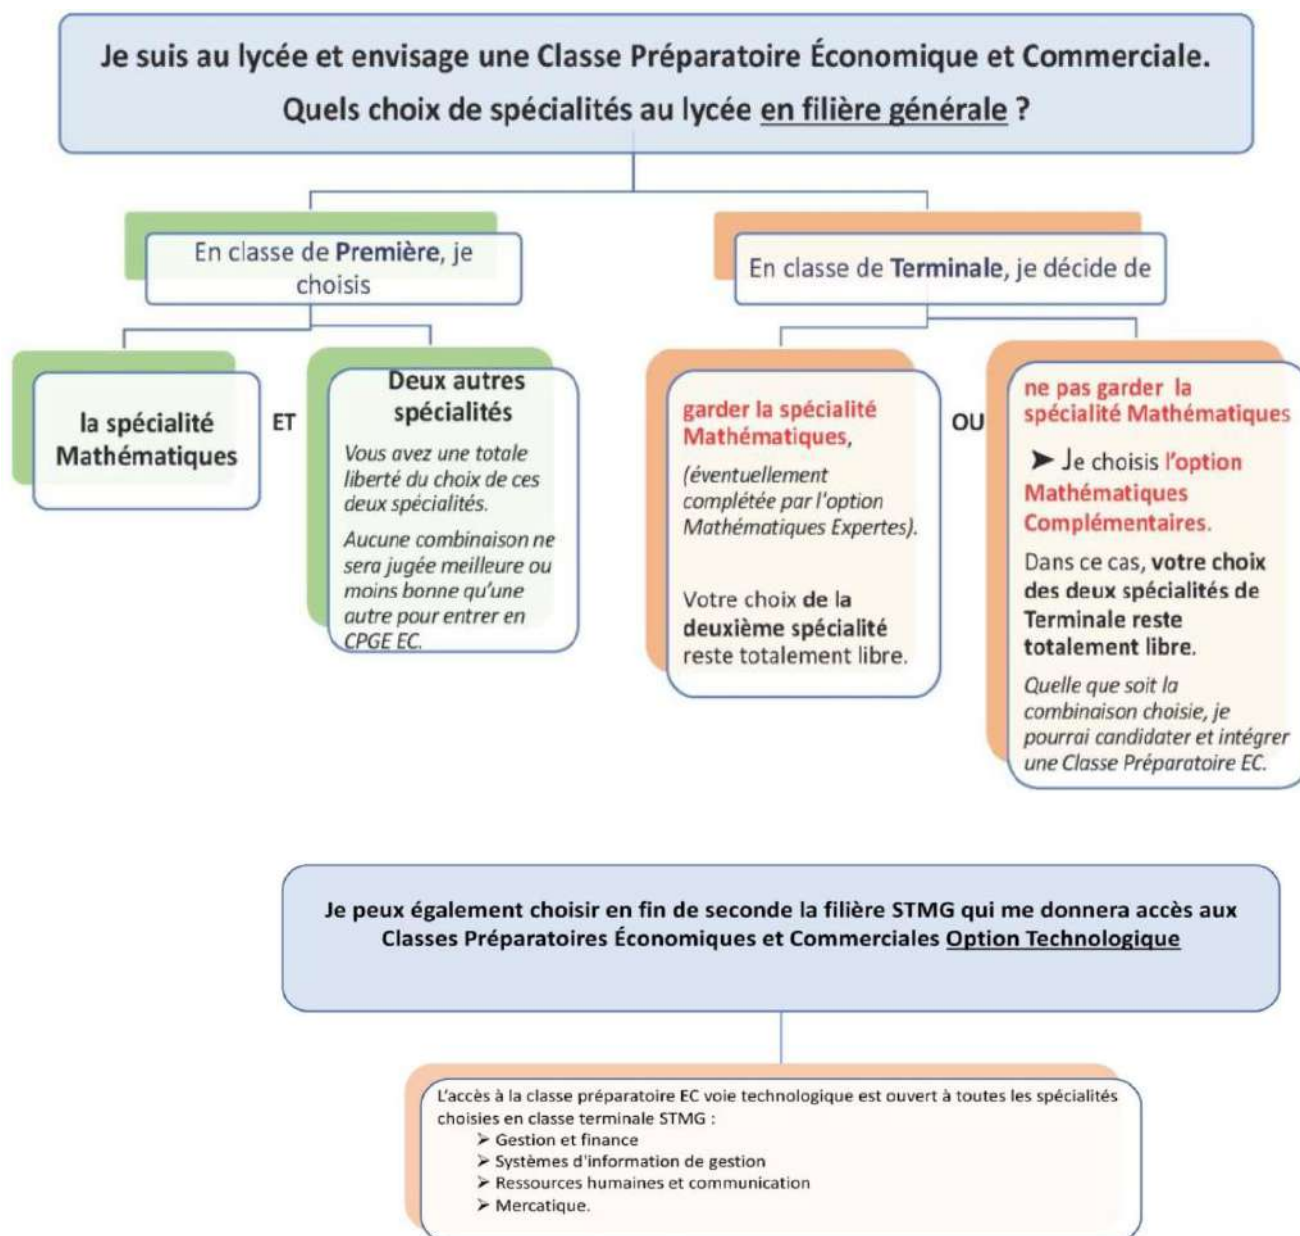 Je suis au lycée et envisage une Classe Préparatoire Économique et Commerciale.
Quels choix de spécialités au lycée en filière générale ?
En classe de Première, je
choisis
la spécialité
Mathématiques
ET
Deux autres
spécialités
Vous avez une totale
liberté du choix de ces
deux spécialités.
Aucune combinaison ne
sera jugée meilleure ou
moins bonne qu'une
autre pour entrer en
CPGE EC.
En classe de Terminale, je décide de
garder la spécialité
Mathématiques,
(éventuellement
complétée par l'option
Mathématiques Expertes).
Votre choix de la
deuxième spécialité
reste totalement libre.
OU
ne pas garder la
spécialité Mathématiques
➤ Je choisis l'option
Mathématiques
Complémentaires.
Dans ce cas, votre choix
des deux spécialités de
Terminale reste
totalement libre.
Quelle que soit la
combinaison choisie, je
pourrai candidater et intégrer
une Classe Préparatoire EC.
Je peux également choisir en fin de seconde la filière STMG qui me donnera accès aux
Classes Préparatoires Économiques et Commerciales Option Technologique
L'accès à la classe préparatoire EC voie technologique est ouvert à toutes les spécialités
choisies en classe terminale STMG :
➤ Gestion et finance
➤ Systèmes d'information de gestion
➤ Ressources humaines et communication
➤ Mercatique.